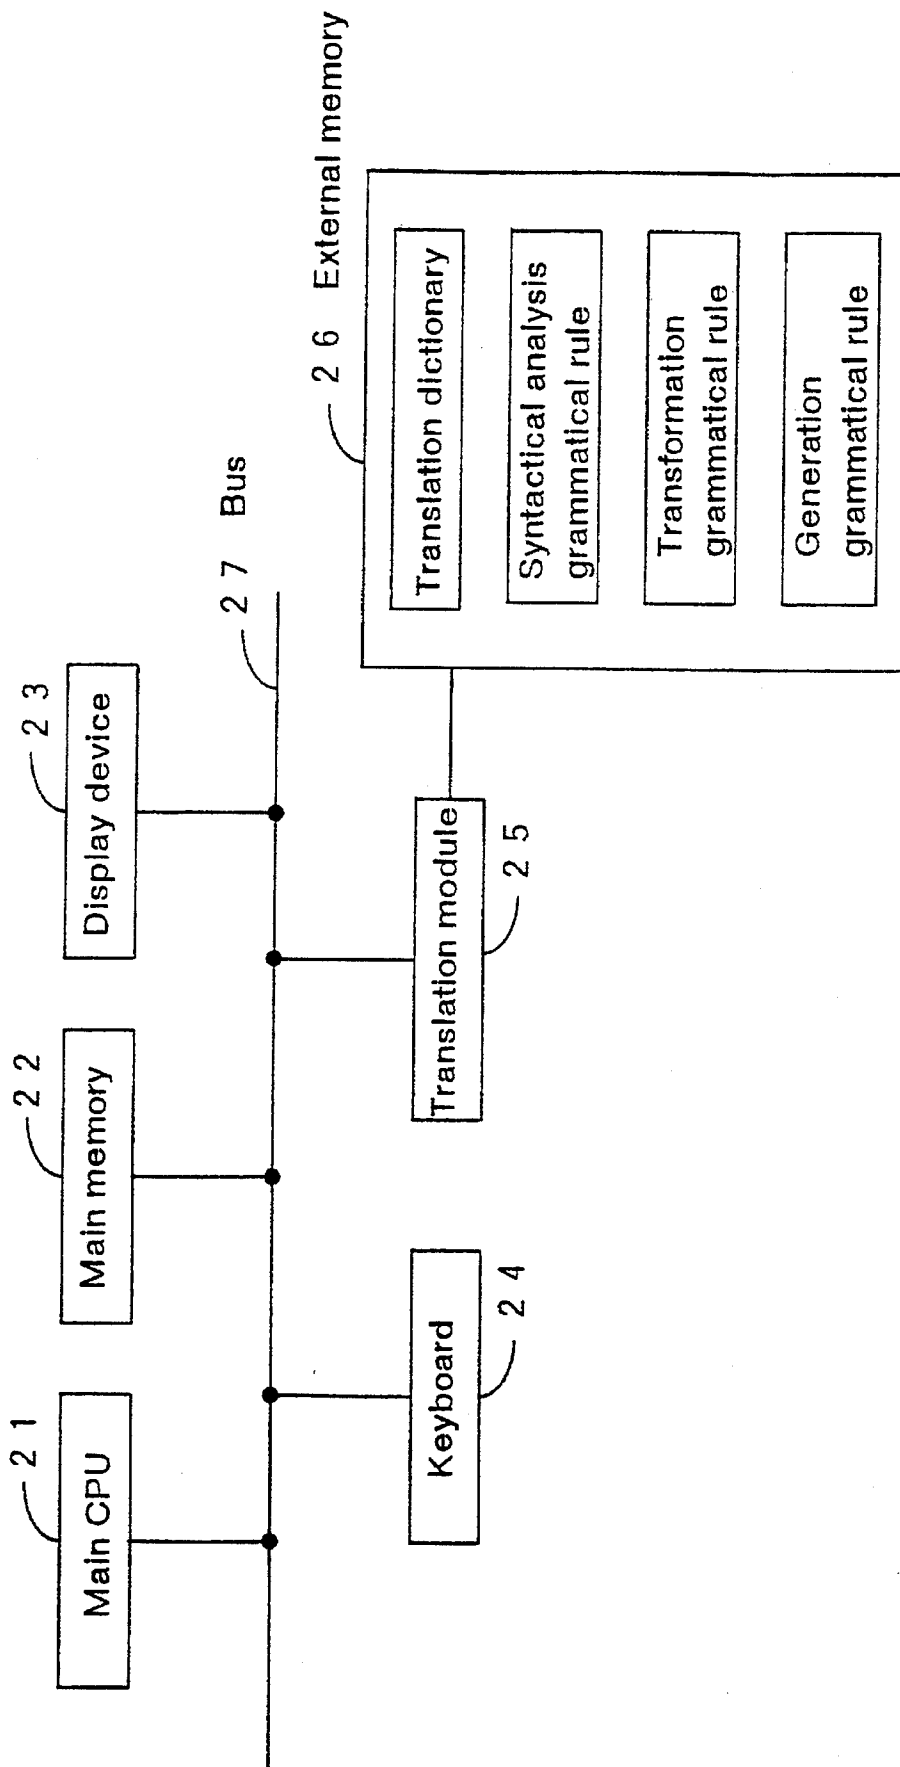 2 1
Main CPU
2 2
Main memory
2 3
Display device
2 7 Bus
Keyboard
2 4
Translation module
2 5
2 6 External memory
Translation dictionary
Syntactical analysis
grammatical rule
Transformation
grammatical rule
Generation
grammatical rule